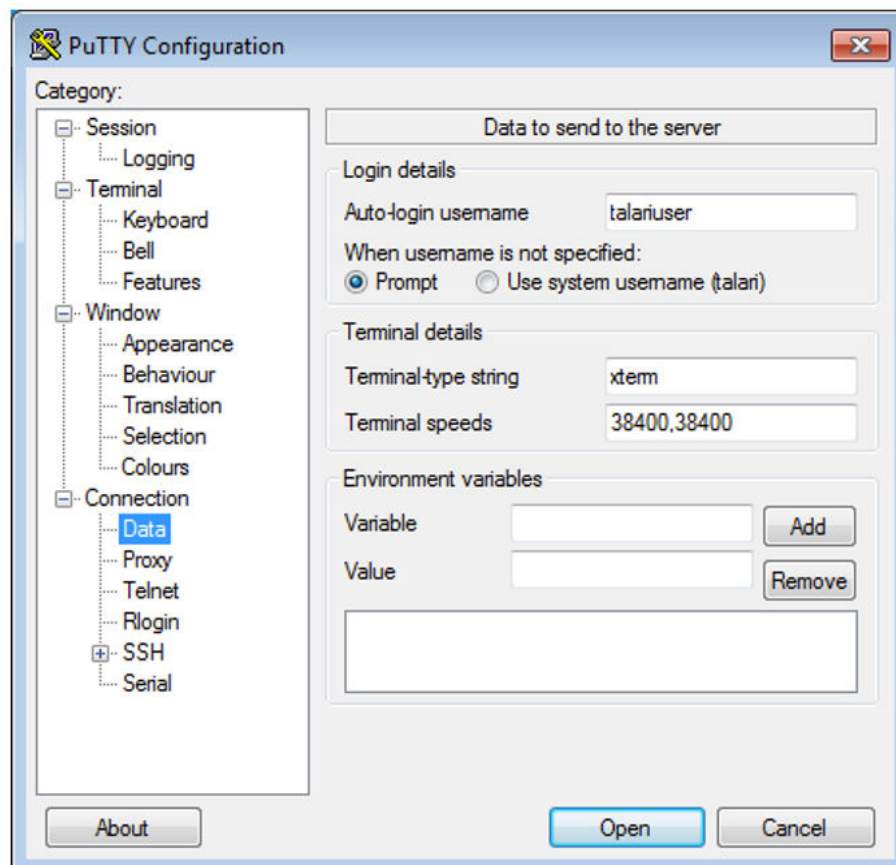 PuTTY Configuration
Category:
Session
Logging
Terminal
Keyboard
Bell
Features
Window
Appearance
Behaviour
Translation
Selection
Colours
Connection
Data
Proxy
Telnet
Rlogin
SSH
Serial
Data to send to the server
Login details
Auto-login username talariuser
When username is not specified:
Prompt Use system username (talari)
Terminal details
Terminal-type string xterm
Terminal speeds 38400,38400
Environment variables
Variable Add
Value Remove
About Open Cancel